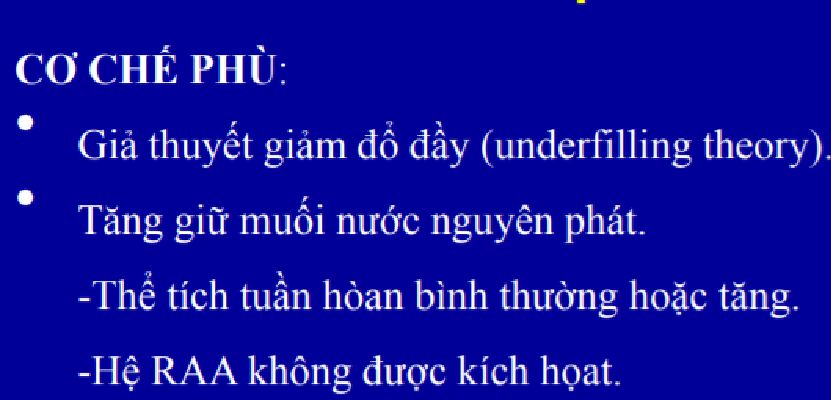 CƠ CHẾ PHÙ:
• Giả thuyết giảm đổ đầy (underfilling theory).
• Tăng giữ muối nước nguyên phát.
-Thể tích tuần hòan bình thường hoặc tăng.
-Hệ RAA không được kích họat.